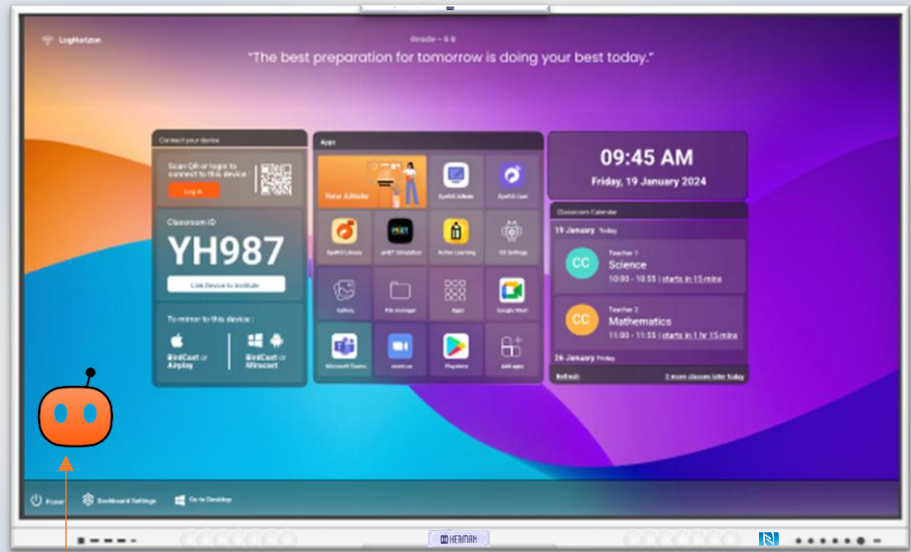 LogHorizon
Grade - 6 B
"The best preparation for tomorrow is doing your best today."
Connect your device
Scan QR or login to
connect to this device :
Log in
Classroom ID
YH987
Link Device to Institute
To mirror to this device :
BirdCast or
Airplay
BirdCast or
Miracast
Apps
New AINote
Gallery
File manager
Apps
Google Meet
Microsoft Teams
zoom.us
Playstore
Add apps
Active Learning
OS Settings
09:45 AM
Friday, 19 January 2024
Classroom Calendar
19 January Today
CC
Teacher 1
Science
10:00 - 10:55 | starts in 15 mins
CC
Teacher 2
Mathematics
11:00 - 11:55 | starts in 1 hr 15 mins
26 January Friday
Refresh
2 more classes later today
Power
Dashboard Settings
Go to Desktop
HERMAN
N